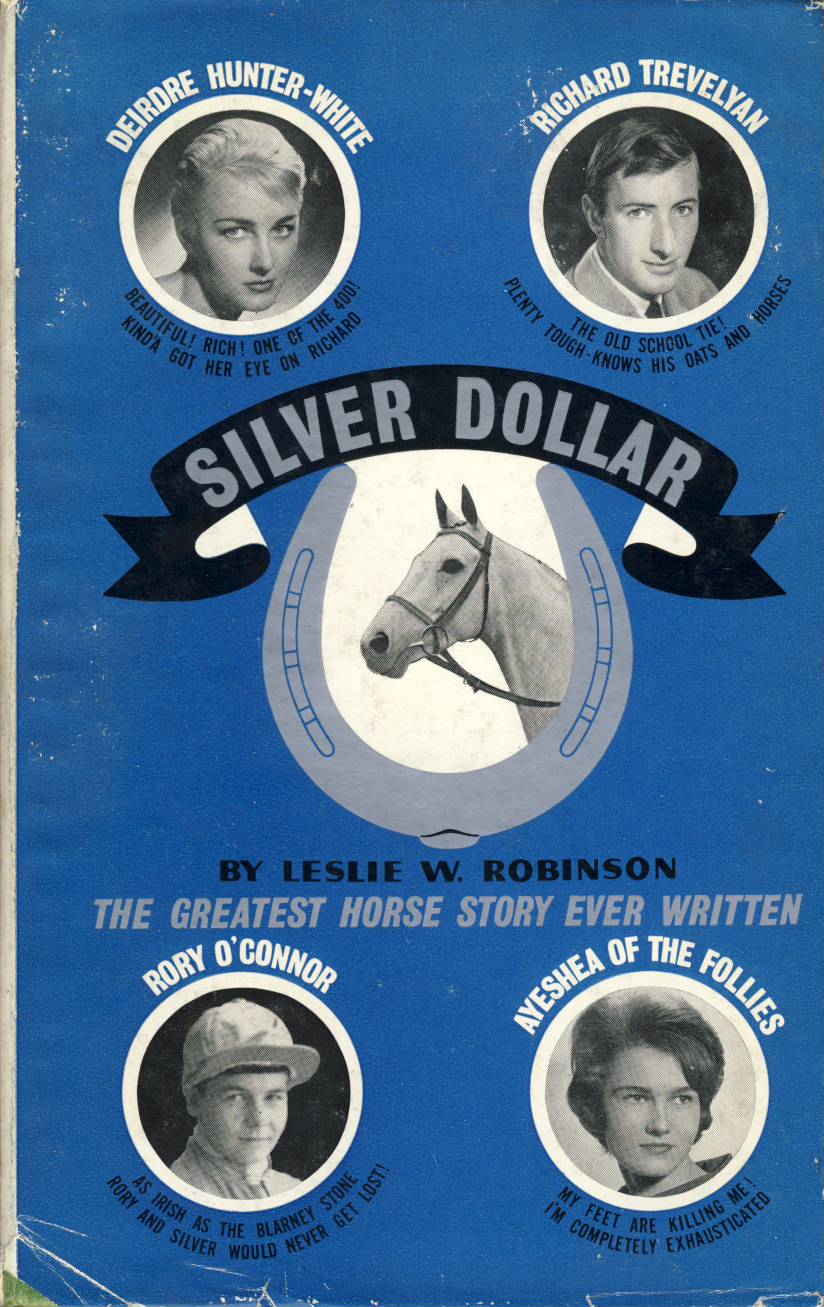 DEIRDRE HUNTER-WHITE
BEAUTIFUL! RICH! ONE OF THE 400!
KIND'A GOT HER EYE ON RICHARD
RICHARD TREVELYAN
THE OLD SCHOOL TIE!
PLENTY TOUGH-KNOWS HIS OATS AND HORSES
SILVER DOLLAR
BY LESLIE W. ROBINSON
THE GREATEST HORSE STORY EVER WRITTEN
RORY O'CONNOR
AS IRISH AS THE BLARNEY STONE
RORY AND SILVER WOULD NEVER GET LOST!
AYESHEA OF THE FOLLIES
MY FEET ARE KILLING ME!
I'M COMPLETELY EXHAUSTICATED